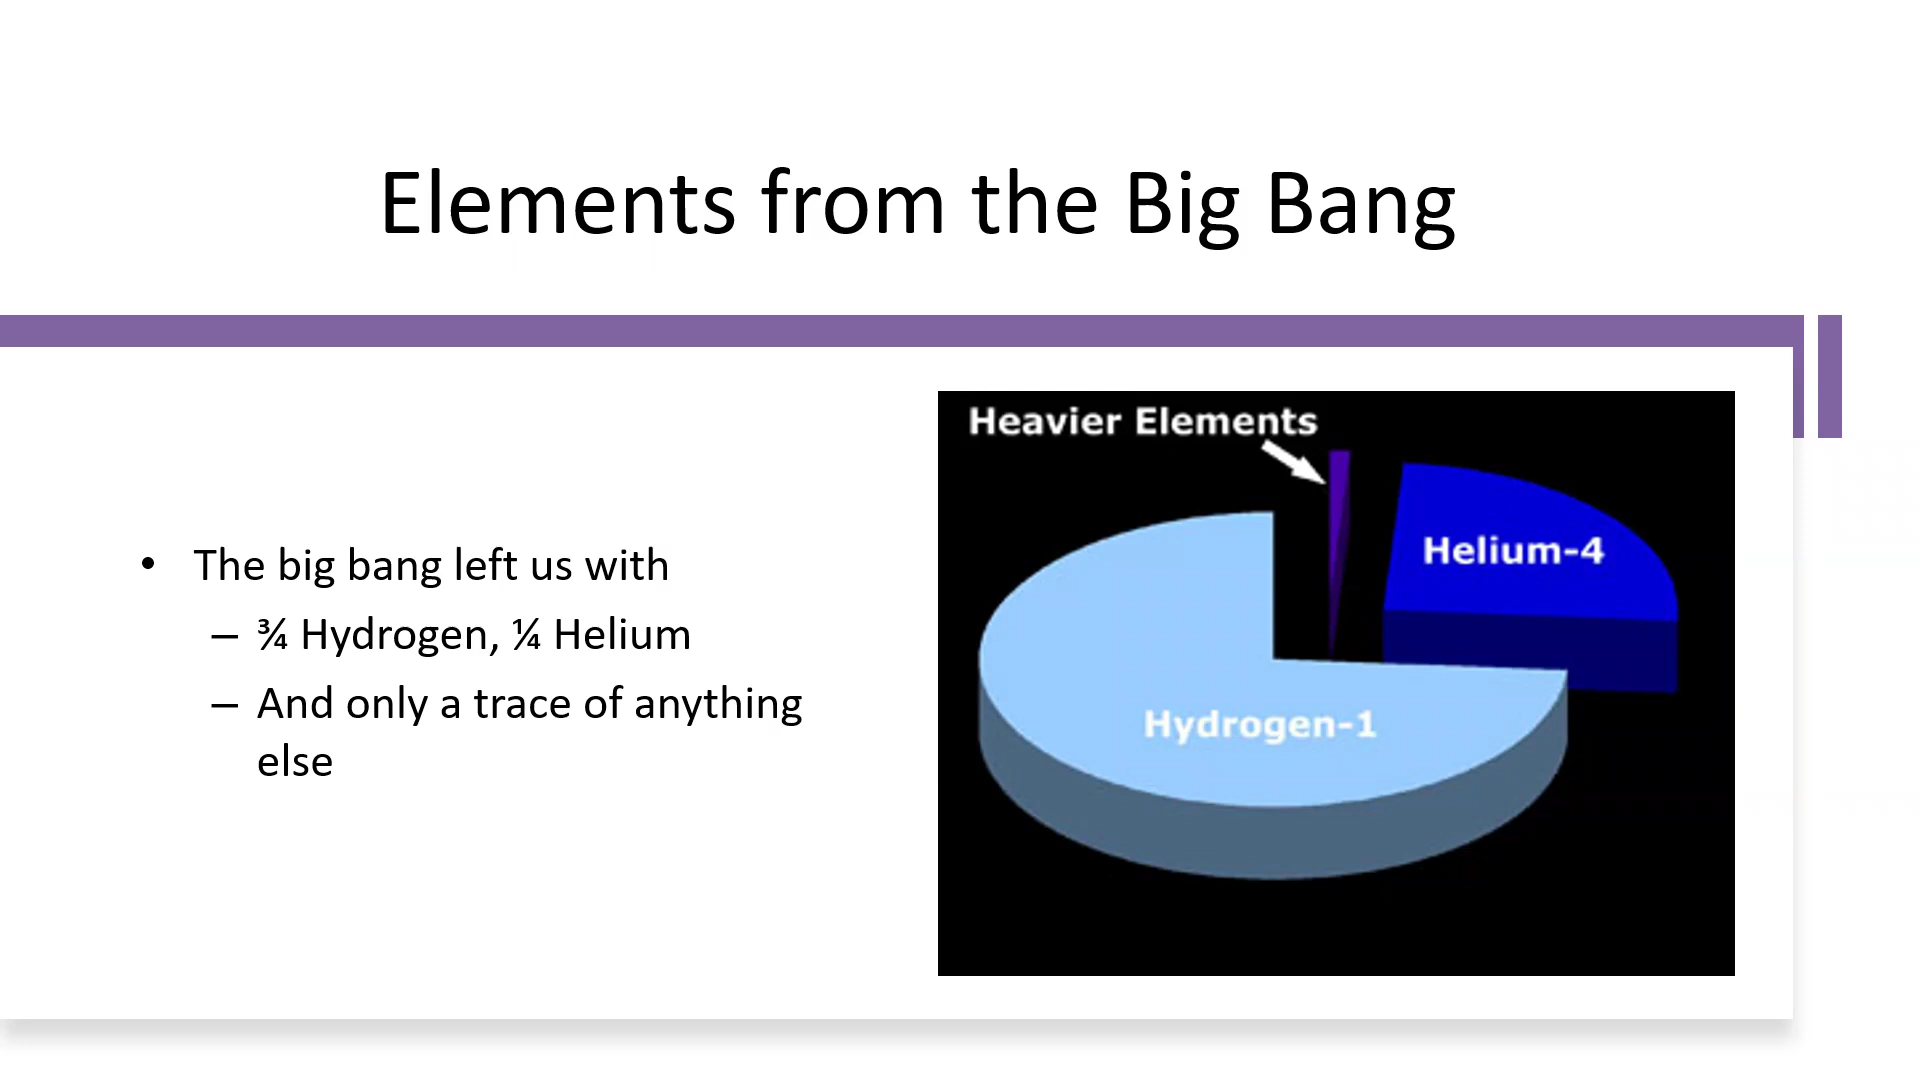 Elements from the Big Bang
• The big bang left us with
– ¾ Hydrogen, ¼ Helium
– And only a trace of anything
else
Heavier Elements
Helium-4
Hydrogen-1